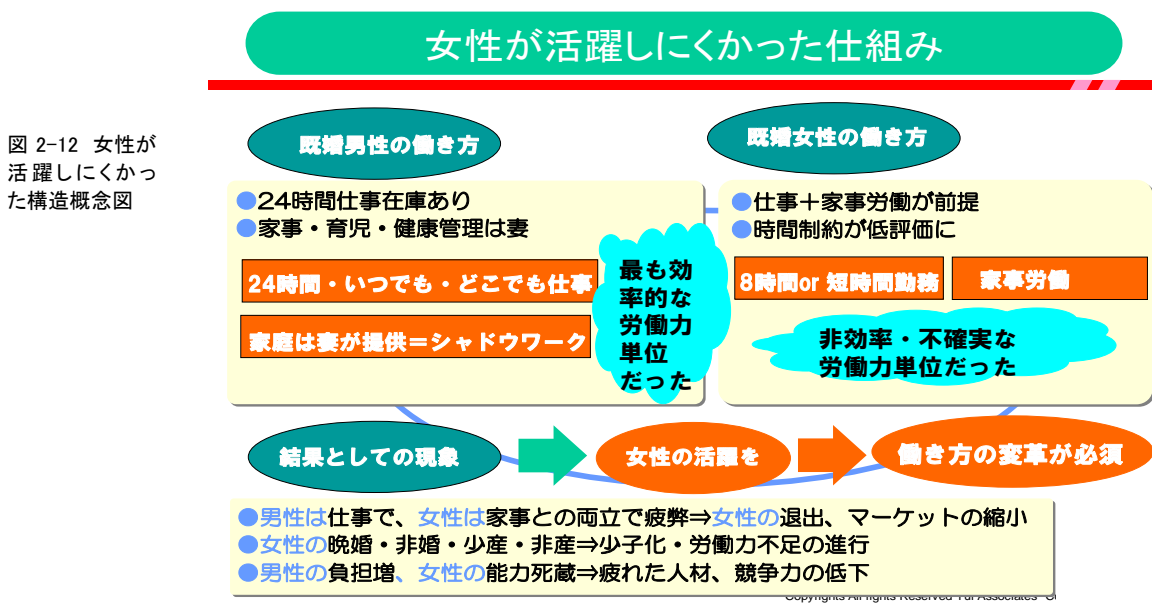 女性が活躍しにくかった仕組み
図 2-12 女性が
活躍しにくかっ
た構造概念図
既婚男性の働き方
●24時間仕事在庫あり
●家事・育児・健康管理は妻
24時間・いつでも・どこでも仕事
家庭は妻が提供＝シャドウワーク
最も効
率的な
労働力
単位
だった
既婚女性の働き方
●仕事＋家事労働が前提
●時間制約が低評価に
8時間or 短時間勤務
家事労働
非効率・不確実な
労働力単位だった
結果としての現象
女性の活躍を
働き方の変革が必須
●男性は仕事で、女性は家事との両立で疲弊⇒女性の退出、マーケットの縮小
●女性の晩婚・非婚・少産・非産⇒少子化・労働力不足の進行
●男性の負担増、女性の能力死蔵⇒疲れた人材、競争力の低下
Copyrights All rights Reserved Yui Associates